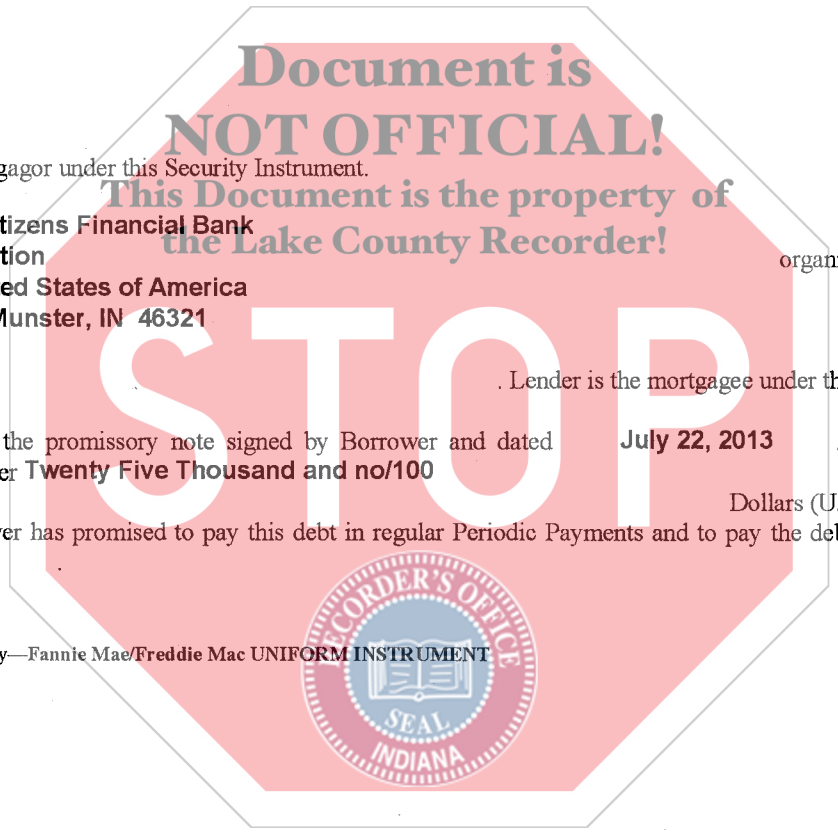 Document is
NOT OFFICIAL!
gagor under this Security Instrument.
This Document is the property of
tizens Financial Bank
the Lake County Recorder!
tion
organi
ed States of America
Munster, IN 46321
STOP
. Lender is the mortgagee under th
the promissory note signed by Borrower and dated July 22, 2013
er Twenty Five Thousand and no/100
Dollars (U.
er has promised to pay this debt in regular Periodic Payments and to pay the deb
.
y—Fannie Mae/Freddie Mac UNIFORM INSTRUMENT
RECORDER'S OFFICE
SEAL
INDIANA